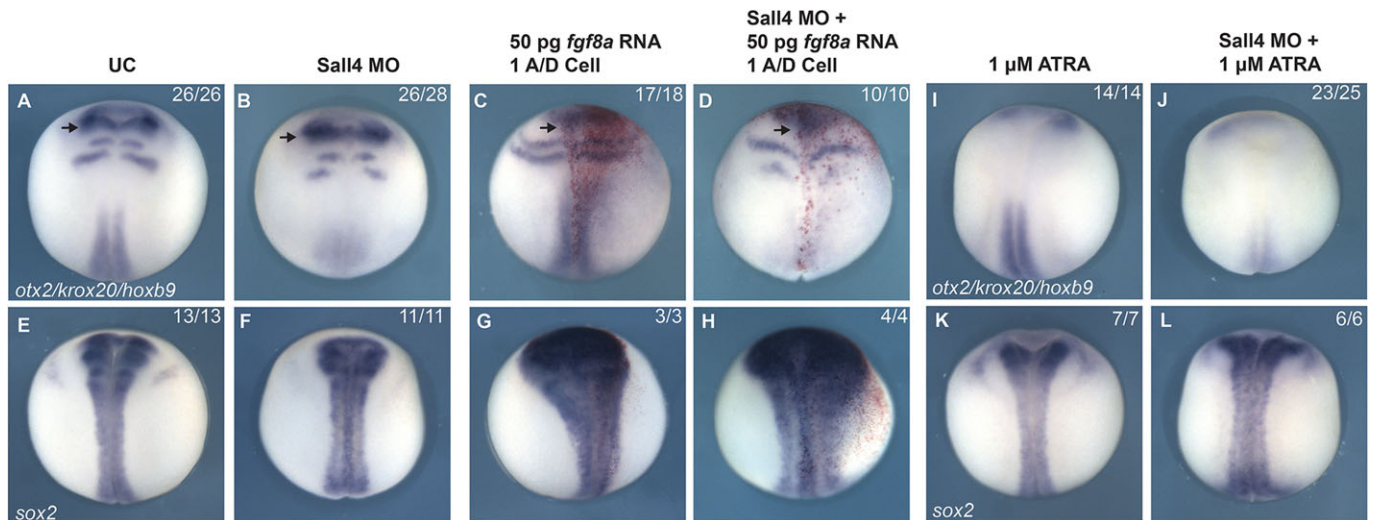 UC
Sall4 MO
50 pg fgf8a RNA
1 A/D Cell
Sall4 MO +
50 pg fgf8a RNA
1 A/D Cell
1 µM ATRA
Sall4 MO +
1 µM ATRA
A 26/26
B 26/28
C 17/18
D 10/10
I 14/14
J 23/25
otx2/krox20/hoxb9
otx2/krox20/hoxb9
E 13/13
F 11/11
G 3/3
H 4/4
K 7/7
L 6/6
sox2
sox2